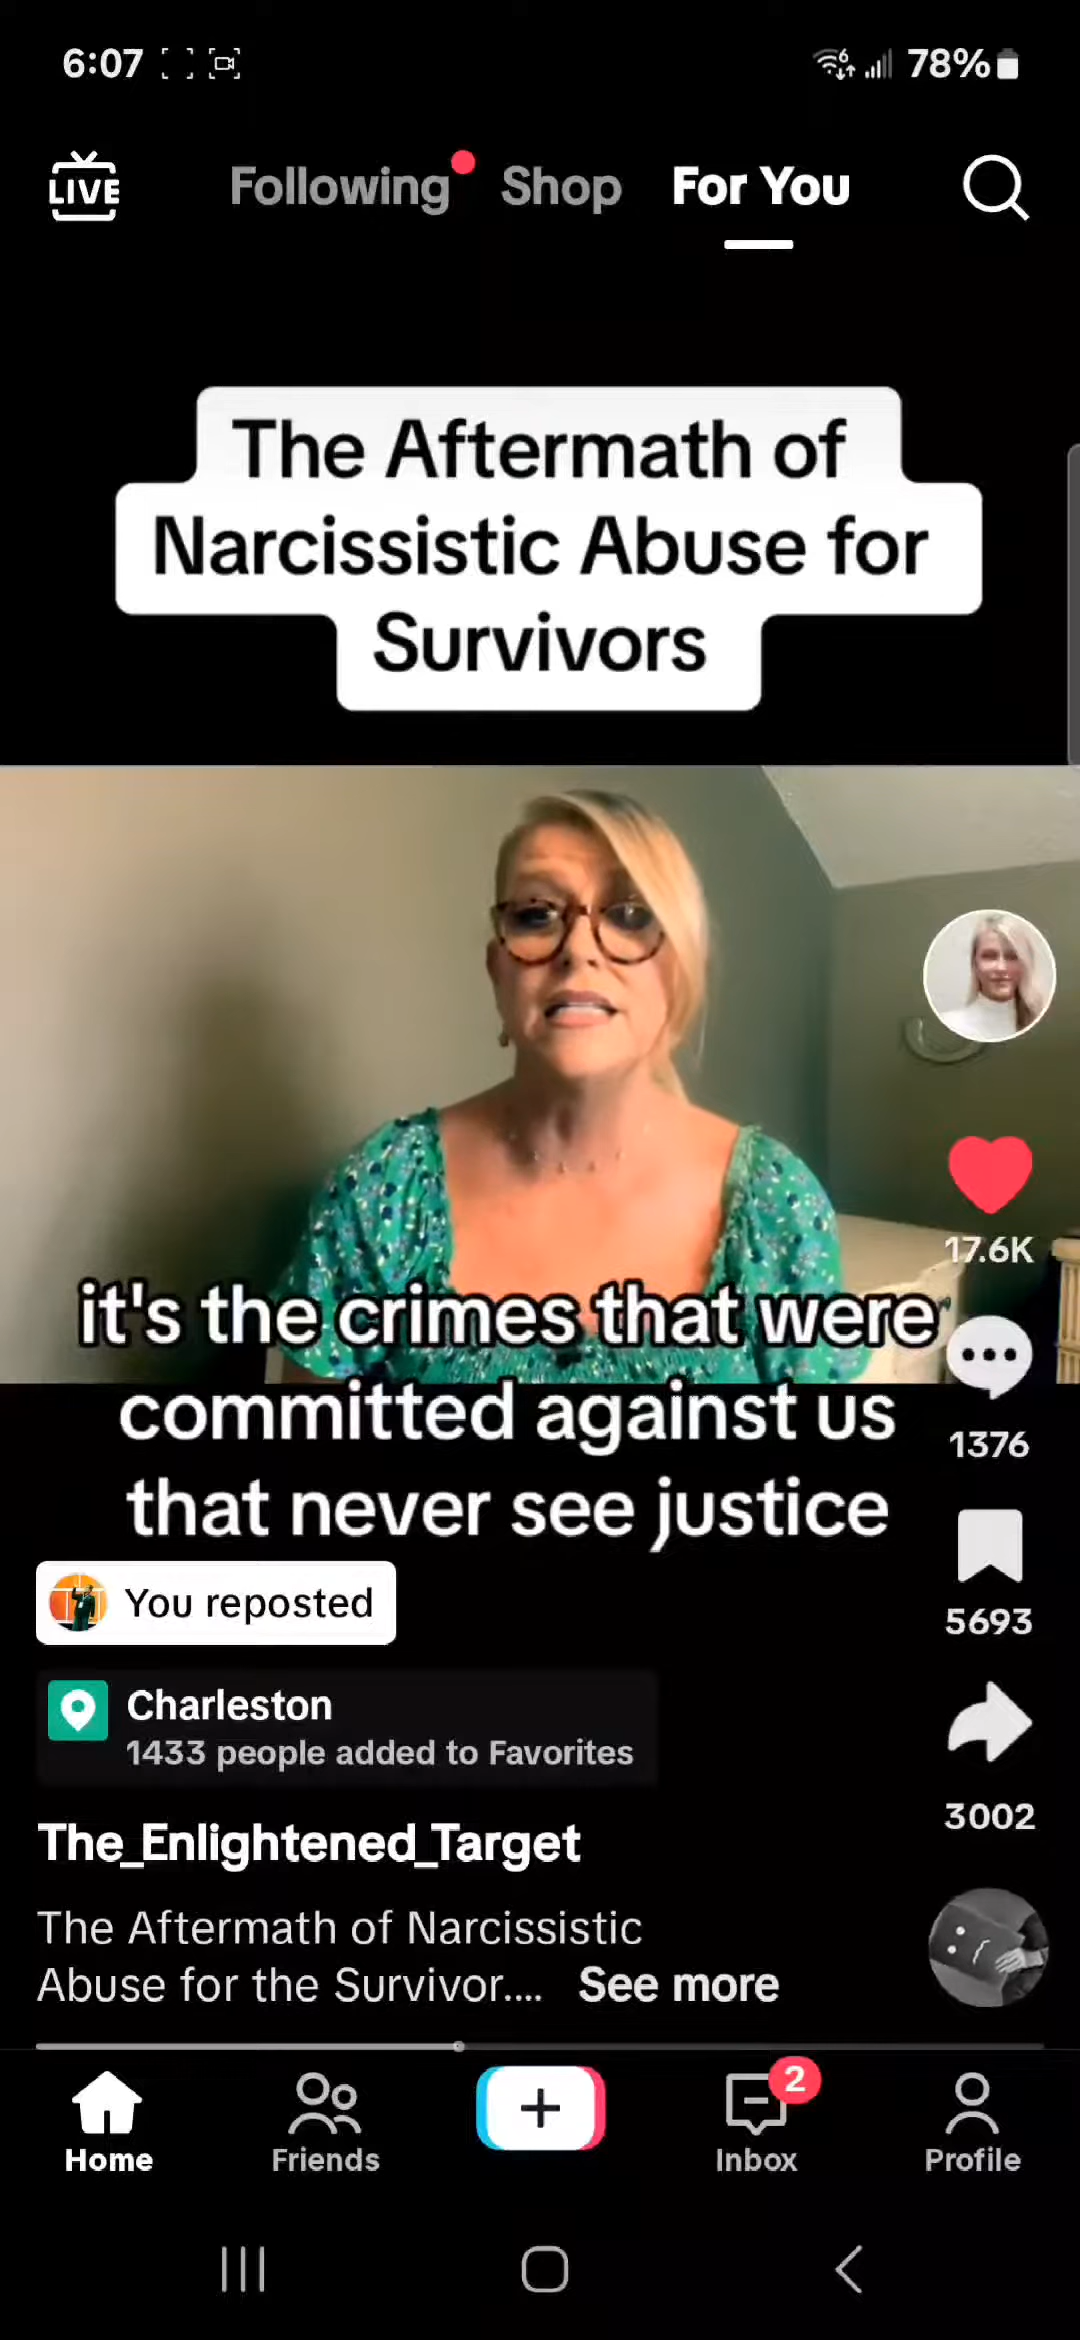 6:07
6
78%
LIVE
Following
Shop
For You
The Aftermath of
Narcissistic Abuse for
Survivors
17.6K
it's the crimes that were
committed against us
that never see justice
1376
5693
You reposted
Charleston
1433 people added to Favorites
3002
The_Enlightened_Target
The Aftermath of Narcissistic
Abuse for the Survivor.... See more
Home
Friends
2
Inbox
Profile